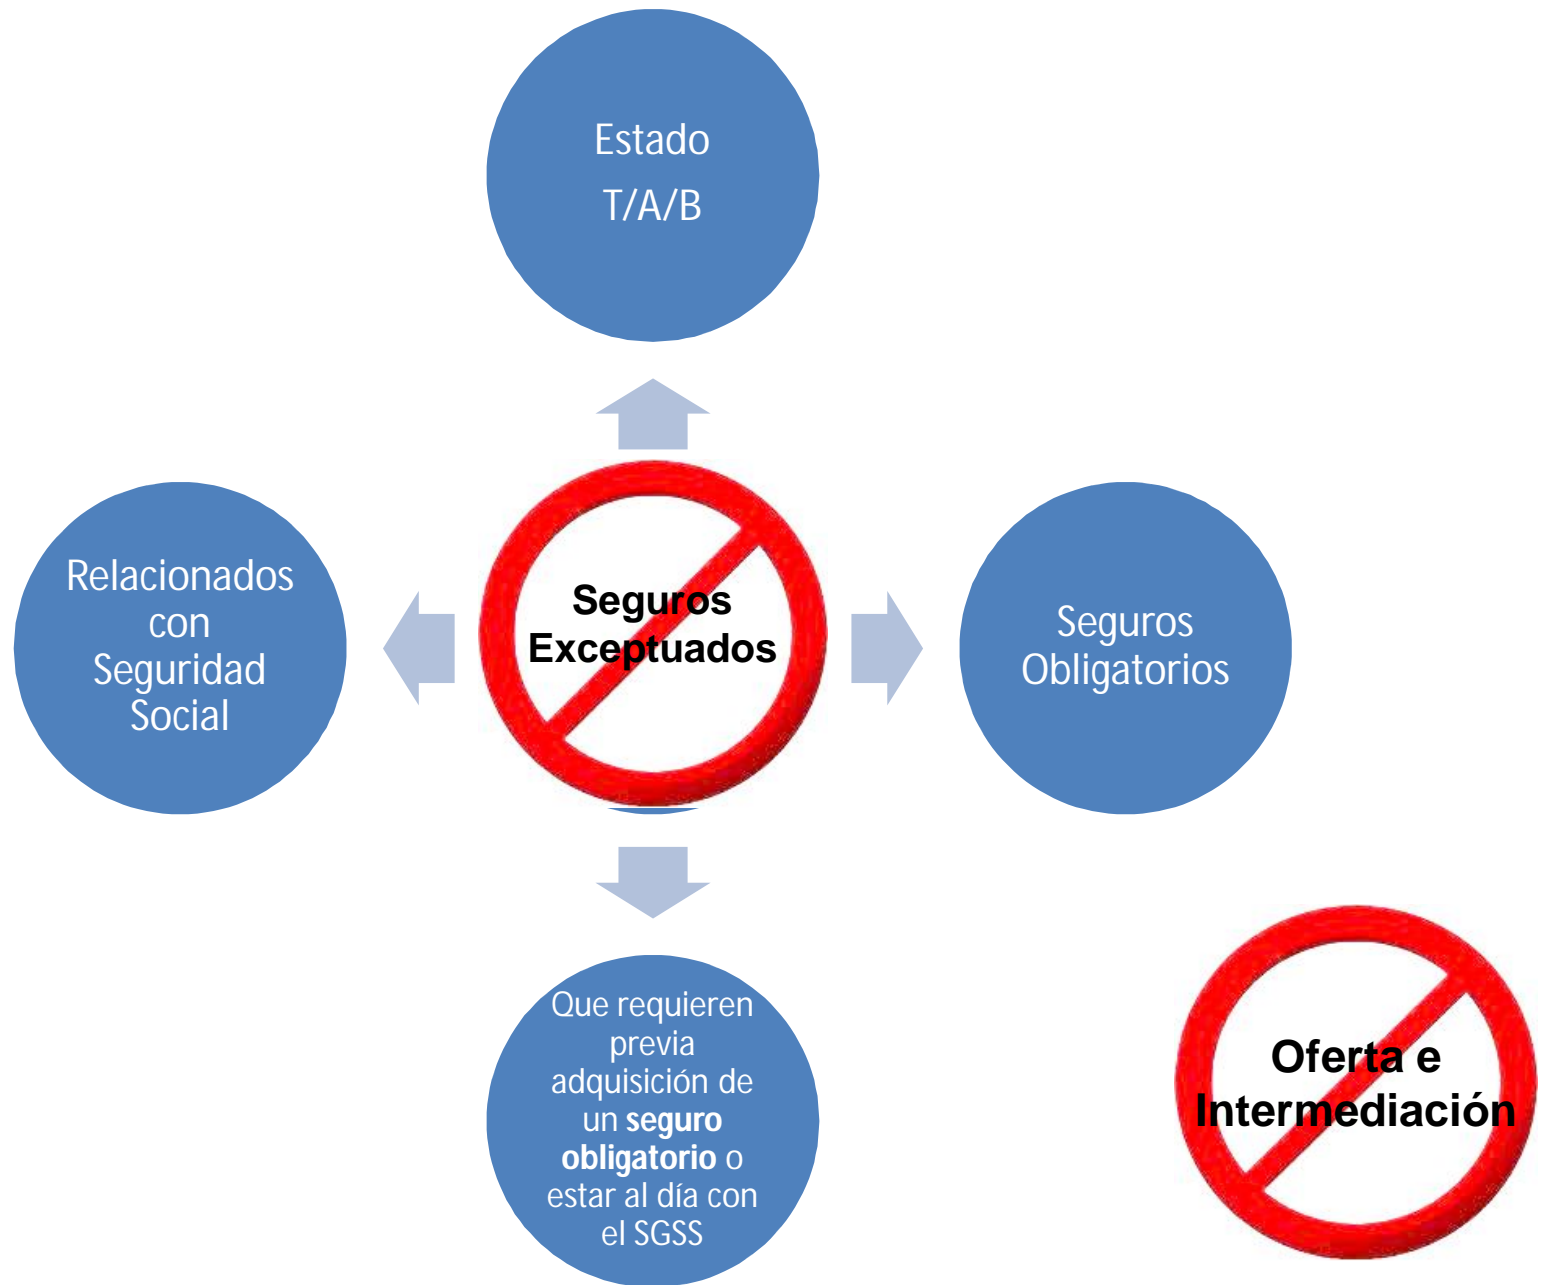 Estado
T/A/B
Relacionados
con
Seguridad
Social
Seguros
Exceptuados
Seguros
Obligatorios
Que requieren
previa
adquisición de
un seguro
obligatorio o
estar al día con
el SGSS
Oferta e
Intermediación